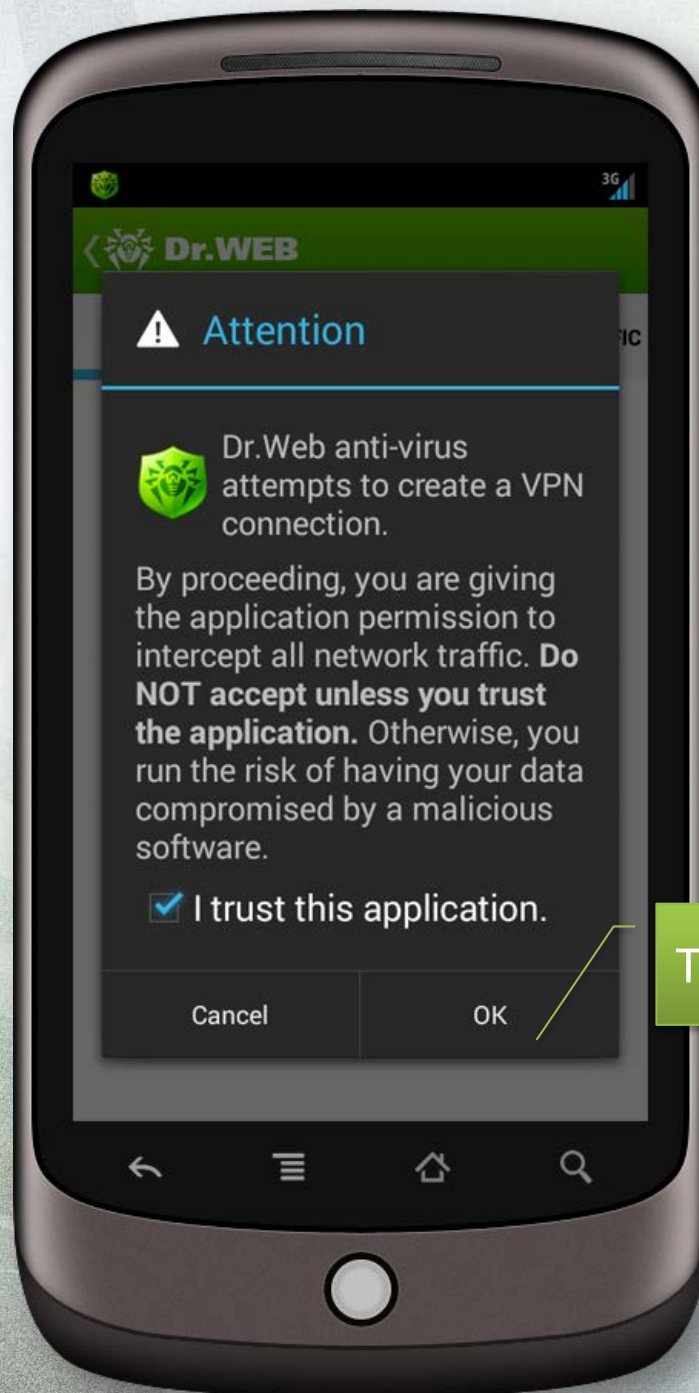 3G
Dr.WEB
Attention
Dr.Web anti-virus
attempts to create a VPN
connection.
By proceeding, you are giving
the application permission to
intercept all network traffic. Do
NOT accept unless you trust
the application. Otherwise, you
run the risk of having your data
compromised by a malicious
software.
I trust this application.
Cancel
OK